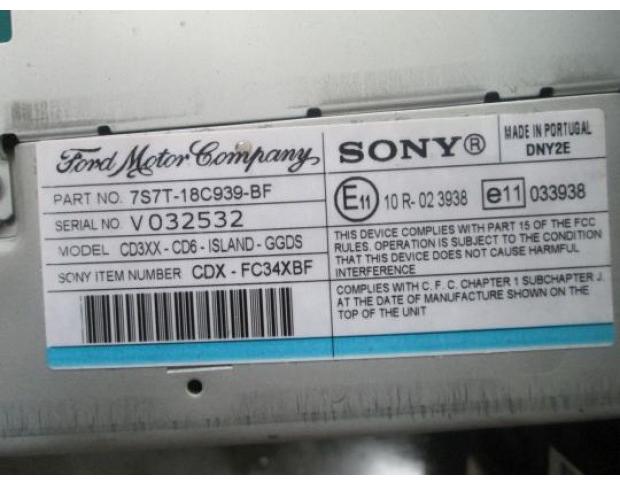 Ford Motor Company
PART NO. 7S7T-18C939-BF
SERIAL NO. V032532
MODEL CD3XX - CD6 - ISLAND - GGDS
SONY ITEM NUMBER CDX - FC34XBF
SONY®
MADE IN PORTUGAL
DNY2E
E11 10 R- 02 3938 e11 033938
THIS DEVICE COMPLIES WITH PART 15 OF THE FCC
RULES. OPERATION IS SUBJECT TO THE CONDITION
THAT THIS DEVICE DOES NOT CAUSE HARMFUL
INTERFERENCE
COMPLIES WITH C. F. C. CHAPTER 1 SUBCHAPTER J.
AT THE DATE OF MANUFACTURE SHOWN ON THE
TOP OF THE UNIT